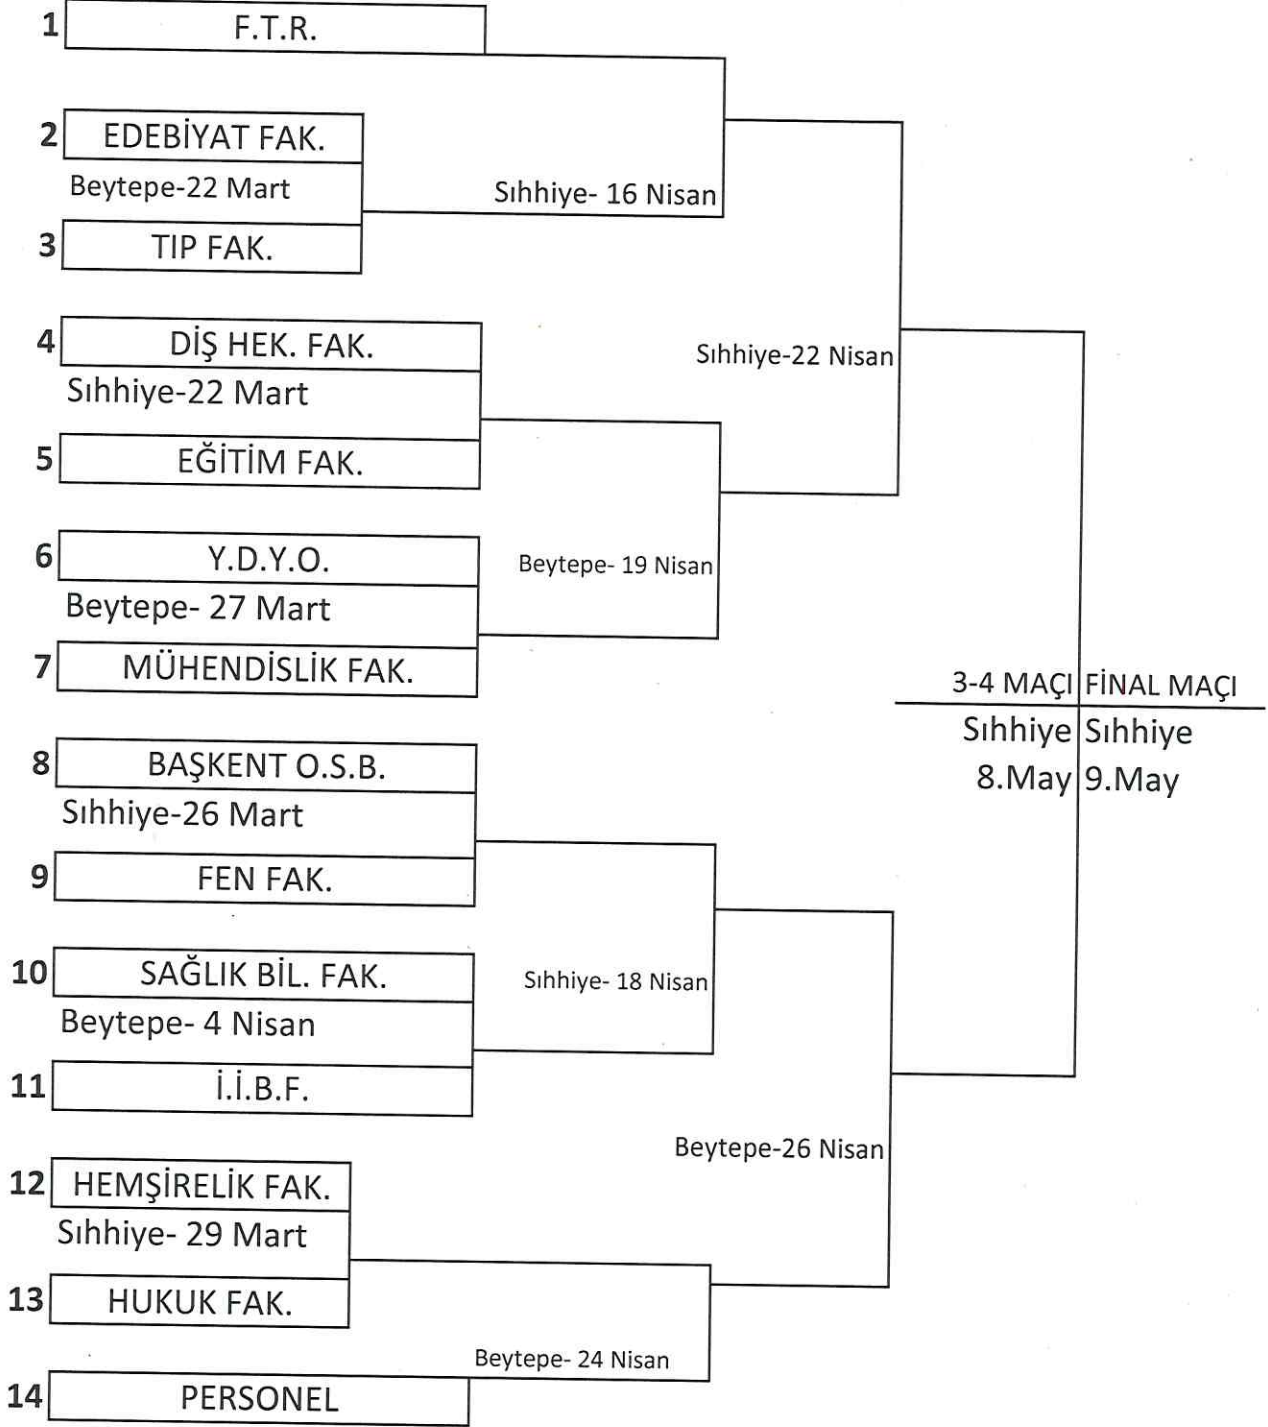 1 F.T.R.
2 EDEBİYAT FAK.
Beytepe-22 Mart
Sıhhiye- 16 Nisan
3 TIP FAK.
4 DİŞ HEK. FAK.
Sıhhiye-22 Nisan
Sıhhiye-22 Mart
5 EĞİTİM FAK.
6 Y.D.Y.O.
Beytepe- 19 Nisan
Beytepe- 27 Mart
7 MÜHENDİSLİK FAK.
3-4 MAÇI FİNAL MAÇI
Sıhhiye Sıhhiye
8.May 9.May
8 BAŞKENT O.S.B.
Sıhhiye-26 Mart
9 FEN FAK.
10 SAĞLIK BİL. FAK.
Sıhhiye- 18 Nisan
Beytepe- 4 Nisan
11 İ.İ.B.F.
Beytepe-26 Nisan
12 HEMŞİRELİK FAK.
Sıhhiye- 29 Mart
13 HUKUK FAK.
Beytepe- 24 Nisan
14 PERSONEL